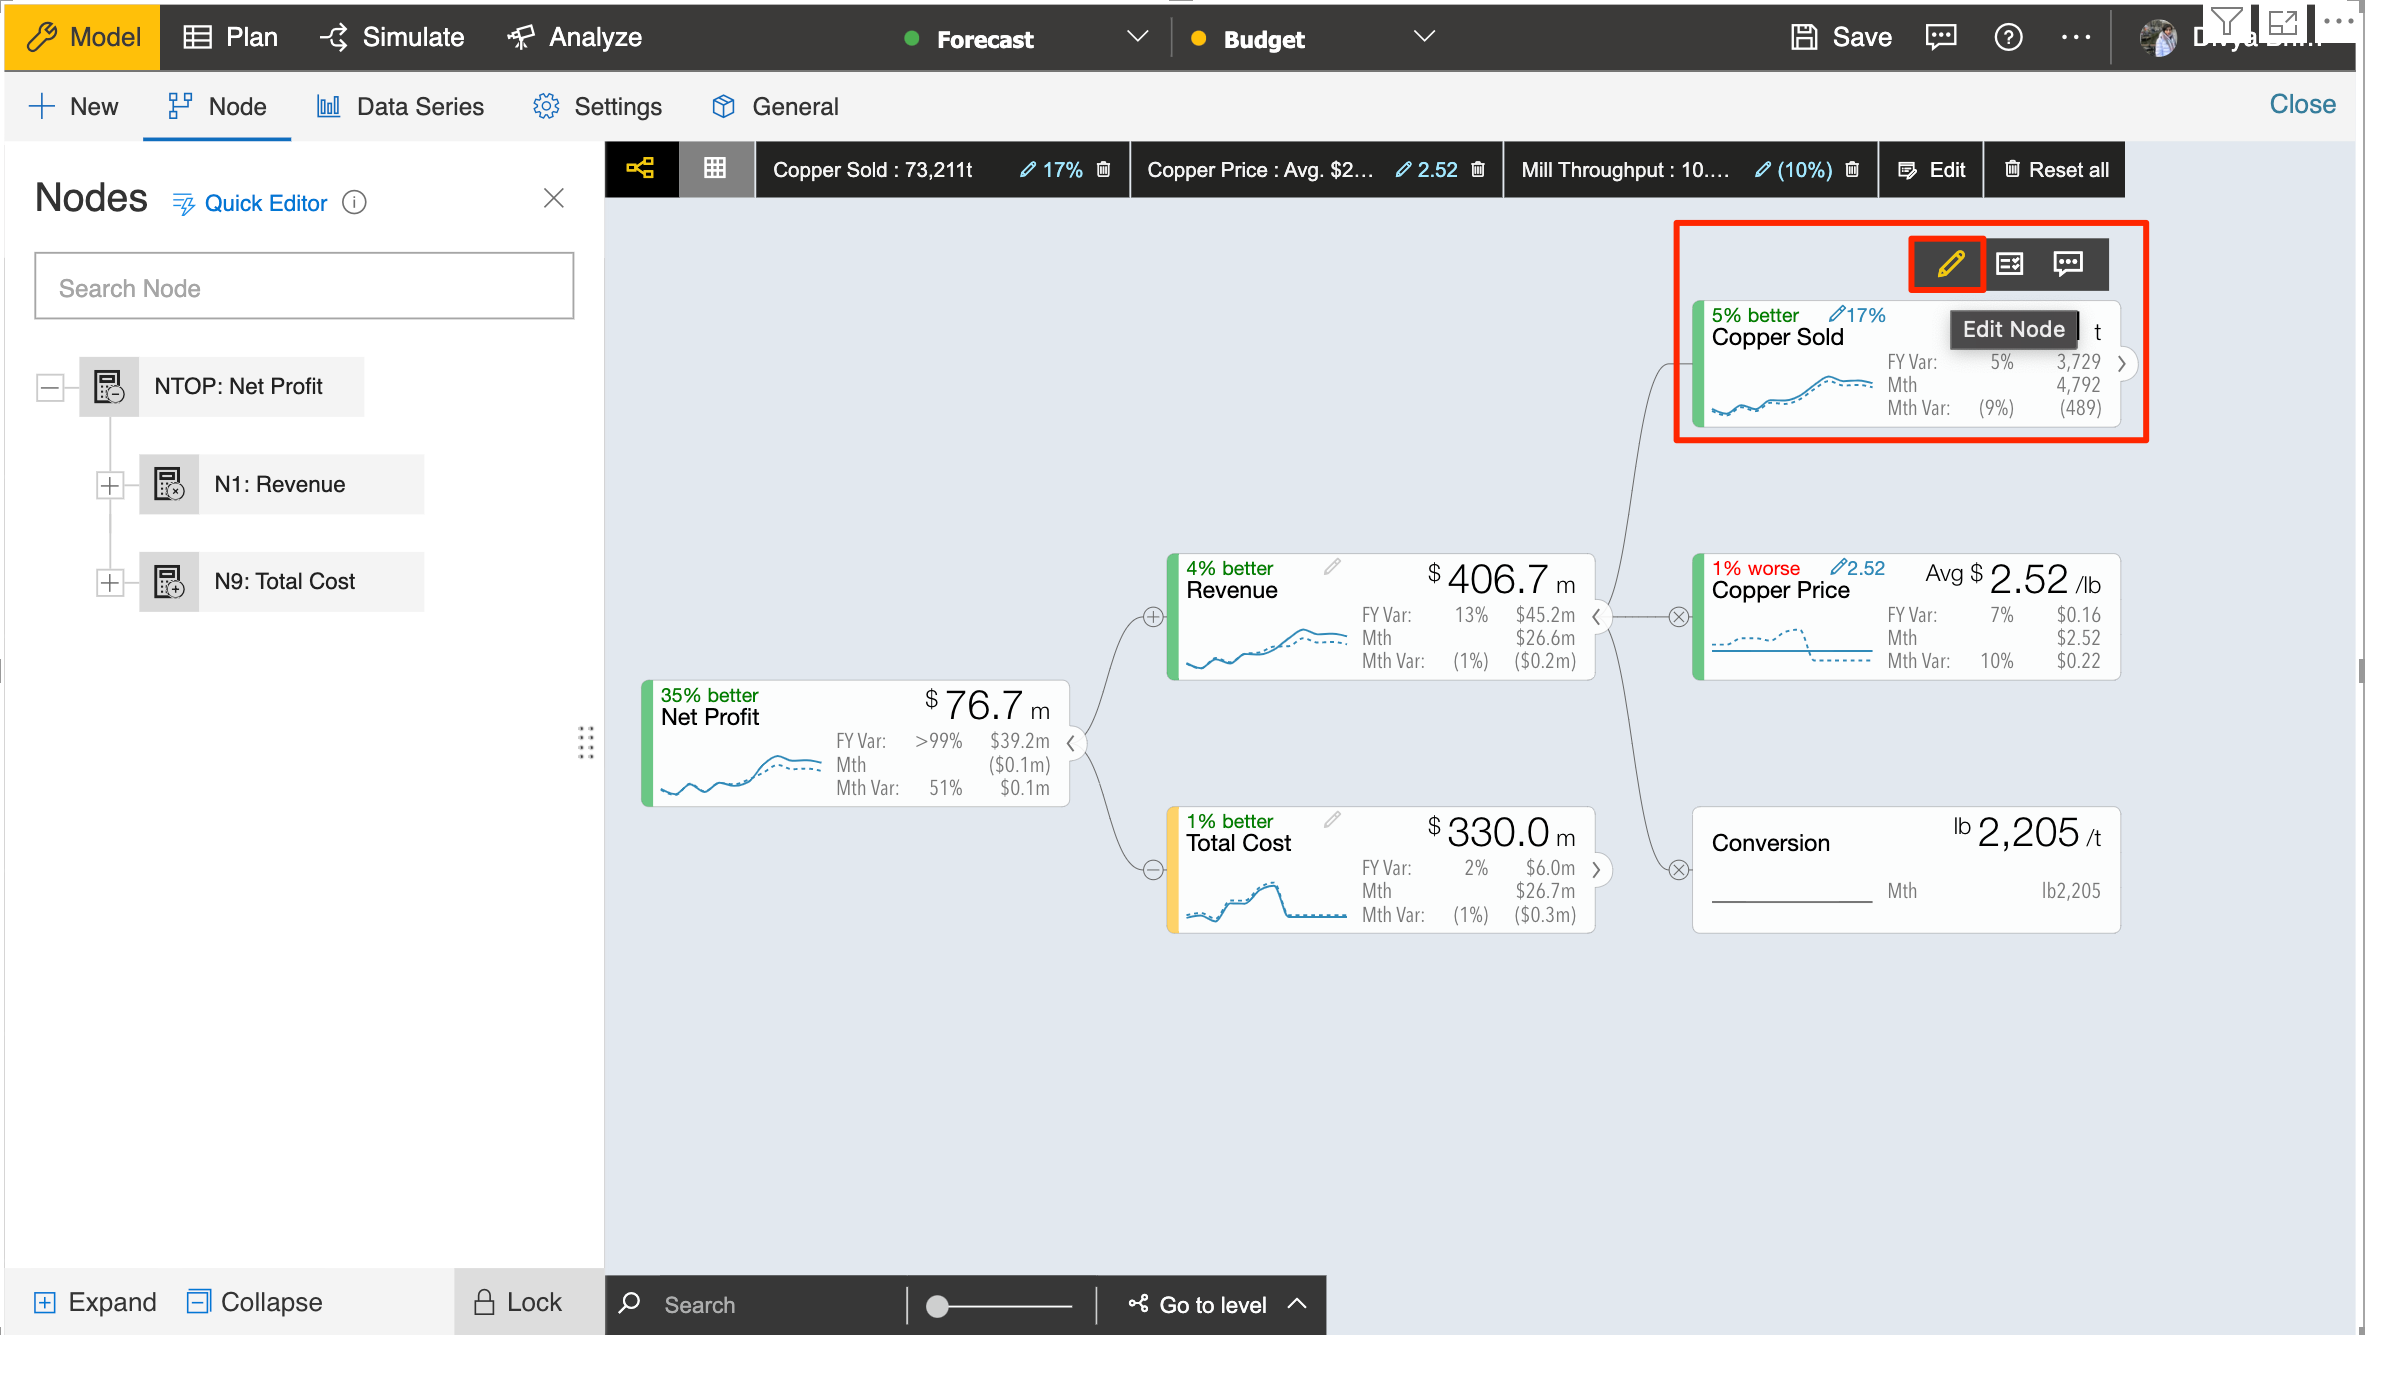 Model
Plan
Simulate
Analyze
Forecast
Budget
Save
New
Node
Data Series
Settings
General
Close
Nodes
Quick Editor
Search Node
NTOP: Net Profit
N1: Revenue
N9: Total Cost
Expand
Collapse
Lock
Copper Sold : 73,211t
17%
Copper Price : Avg. $2...
2.52
Mill Throughput : 10....
(10%)
Edit
Reset all
5% better
17%
Copper Sold
Edit Node
t
FY Var: 5% 3,729
Mth 4,792
Mth Var: (9%) (489)
4% better
Revenue
$ 406.7 m
FY Var: 13% $45.2m
Mth $26.6m
Mth Var: (1%) ($0.2m)
1% worse
2.52
Copper Price
Avg $ 2.52 /lb
FY Var: 7% $0.16
Mth $2.52
Mth Var: 10% $0.22
35% better
Net Profit
$ 76.7 m
FY Var: >99% $39.2m
Mth ($0.1m)
Mth Var: 51% $0.1m
1% better
Total Cost
$ 330.0 m
FY Var: 2% $6.0m
Mth $26.7m
Mth Var: (1%) ($0.3m)
Conversion
lb 2,205 /t
Mth lb2,205
Search
Go to level